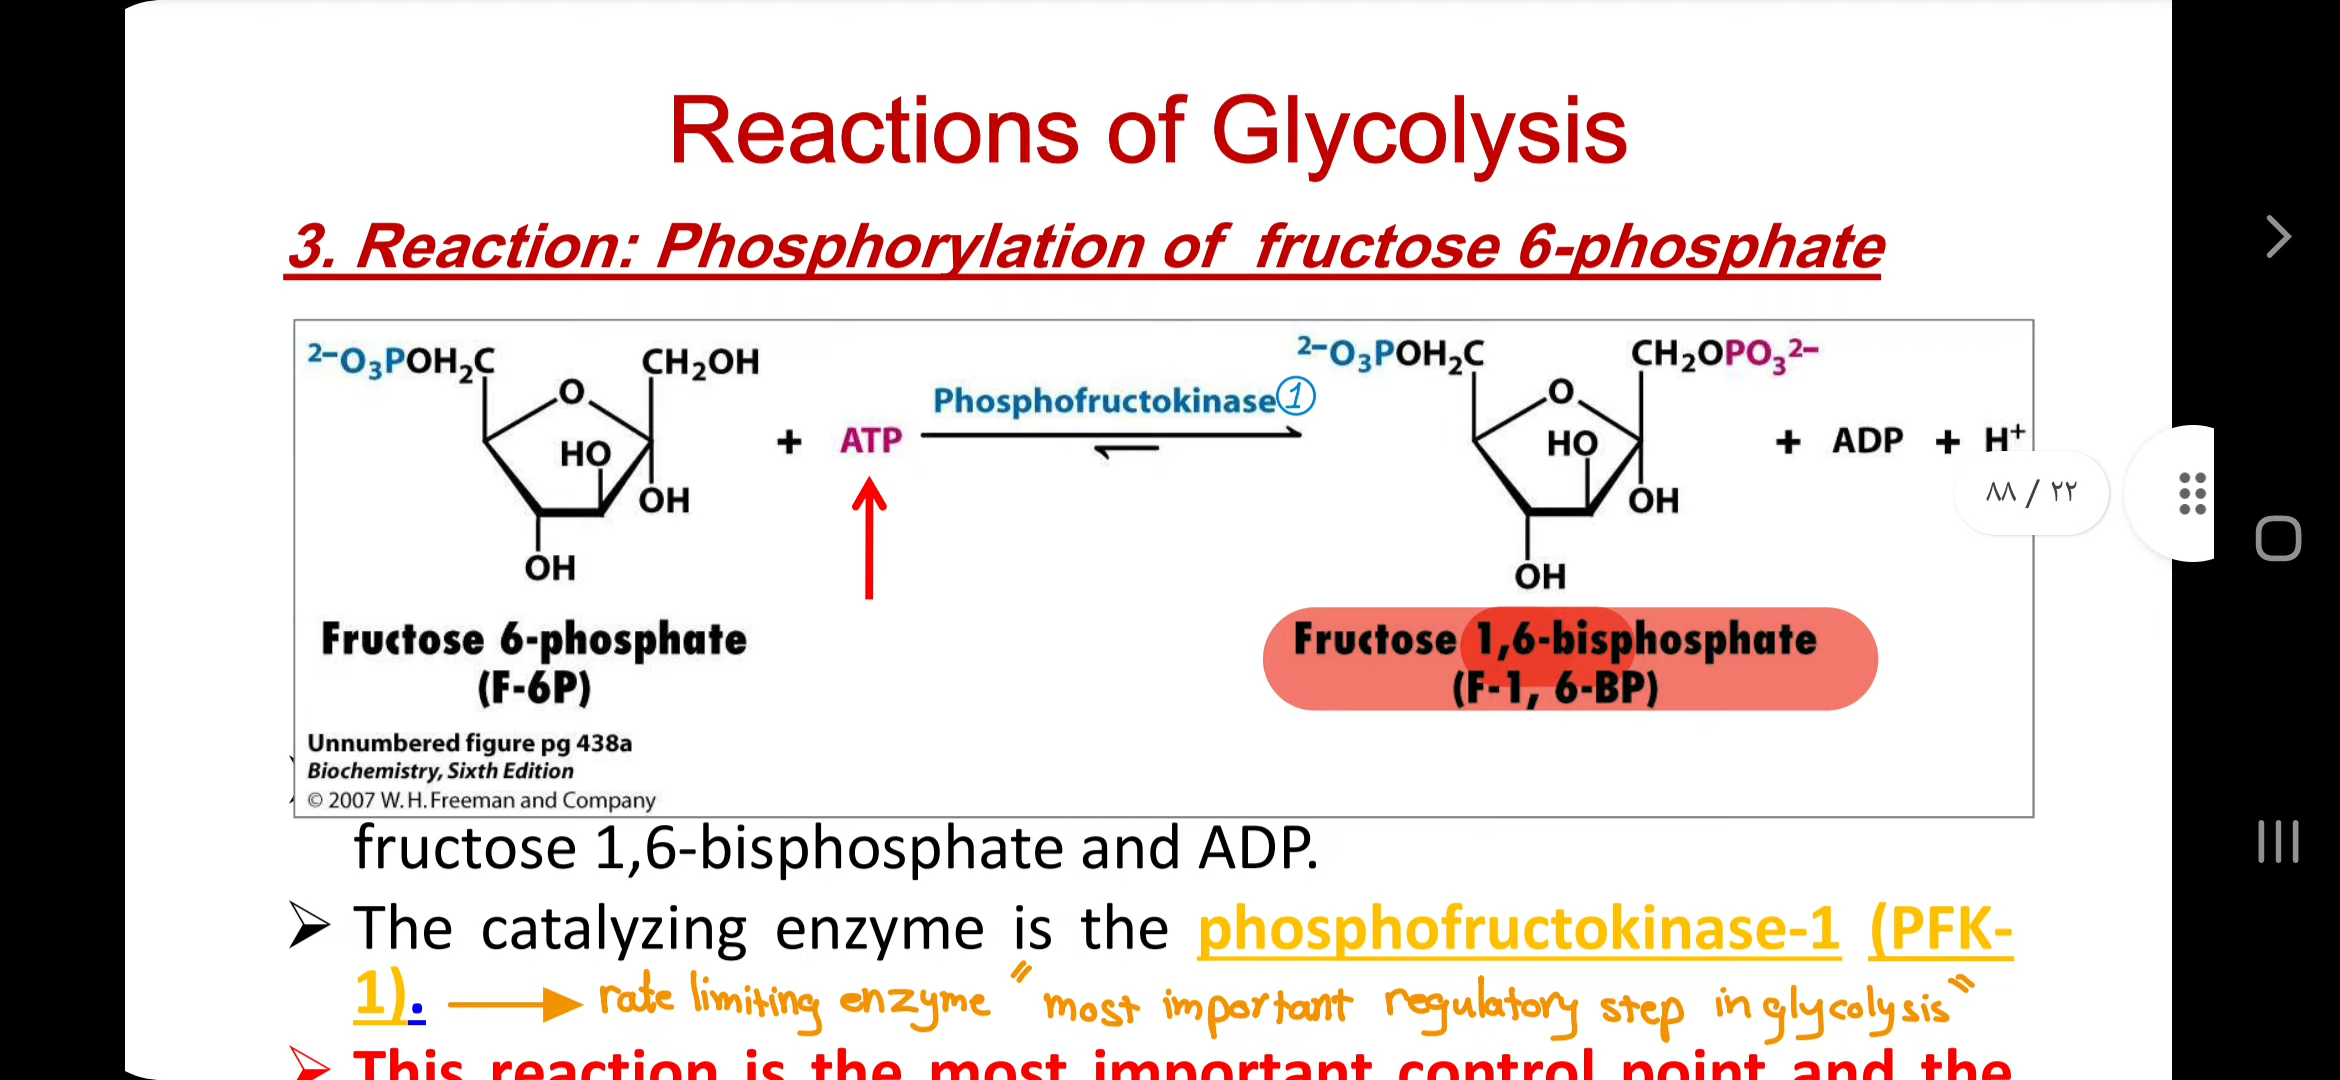 Reactions of Glycolysis
3. Reaction: Phosphorylation of fructose 6-phosphate
2−O3POH2C
CH2OH
O
HO
OH
OH
+ ATP
Phosphofructokinase 1
2−O3POH2C
CH2OPO3 2−
O
HO
OH
OH
+ ADP + H+
٨٨ / ٢٢
Fructose 6-phosphate
(F-6P)
Fructose 1,6-bisphosphate
(F-1, 6-BP)
Unnumbered figure pg 438a
Biochemistry, Sixth Edition
© 2007 W.H. Freeman and Company
fructose 1,6-bisphosphate and ADP.
➢ The catalyzing enzyme is the phosphofructokinase-1 (PFK-
1). → rate limiting enzyme "most important regulatory step in glycolysis"
➢ This reaction is the most important control point and the